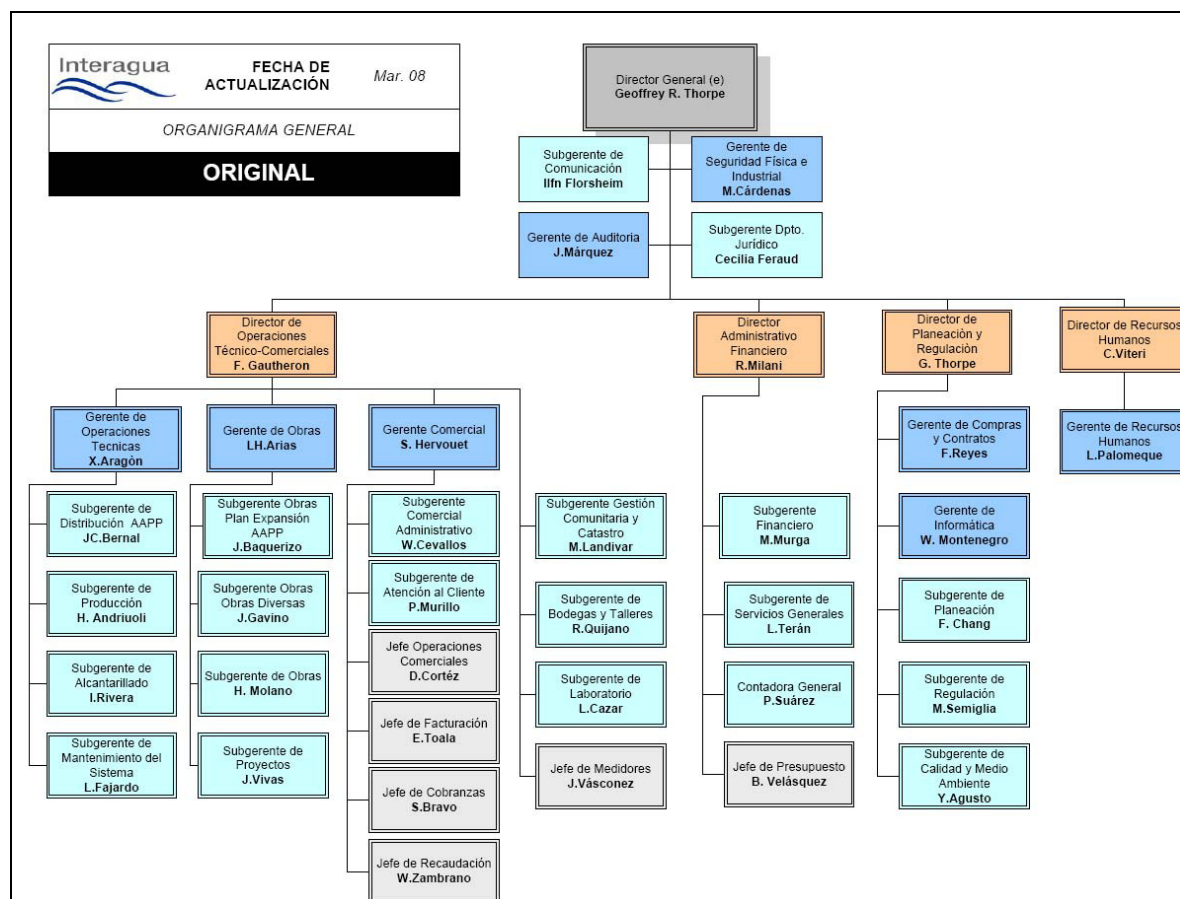 Interagua
FECHA DE
ACTUALIZACIÓN
Mar. 08
ORGANIGRAMA GENERAL
ORIGINAL
Director General (e)
Geoffrey R. Thorpe
Subgerente de
Comunicación
Ilfn Florsheim
Gerente de
Seguridad Física e
Industrial
M.Cárdenas
Gerente de Auditoria
J.Márquez
Subgerente Dpto.
Jurídico
Cecilia Feraud
Director de
Operaciones
Técnico-Comerciales
F. Gautheron
Director
Administrativo
Financiero
R.Milani
Director de
Planeaciòn y
Regulaciòn
G. Thorpe
Director de Recursos
Humanos
C.Viteri
Gerente de
Operaciones
Tecnicas
X.Aragòn
Gerente de Obras
LH.Arias
Gerente Comercial
S. Hervouet
Gerente de Compras
y Contratos
F.Reyes
Gerente de Recursos
Humanos
L.Palomeque
Subgerente de
Distribución AAPP
JC.Bernal
Subgerente de
Producción
H. Andriuoli
Subgerente de
Alcantarillado
I.Rivera
Subgerente de
Mantenimiento del
Sistema
L.Fajardo
Subgerente Obras
Plan Expansión
AAPP
J.Baquerizo
Subgerente Obras
Obras Diversas
J.Gavino
Subgerente de Obras
H. Molano
Subgerente de
Proyectos
J.Vivas
Subgerente
Comercial
Administrativo
W.Cevallos
Subgerente de
Atención al Cliente
P.Murillo
Jefe Operaciones
Comerciales
D.Cortéz
Jefe de Facturación
E.Toala
Jefe de Cobranzas
S.Bravo
Jefe de Recaudación
W.Zambrano
Subgerente Gestión
Comunitaria y
Catastro
M.Landivar
Subgerente de
Bodegas y Talleres
R.Quijano
Subgerente de
Laboratorio
L.Cazar
Jefe de Medidores
J.Vásconez
Subgerente
Financiero
M.Murga
Subgerente de
Servicios Generales
L.Terán
Contadora General
P.Suárez
Jefe de Presupuesto
B. Velásquez
Gerente de
Informática
W. Montenegro
Subgerente de
Planeación
F. Chang
Subgerente de
Regulación
M.Semiglia
Subgerente de
Calidad y Medio
Ambiente
Y.Agusto